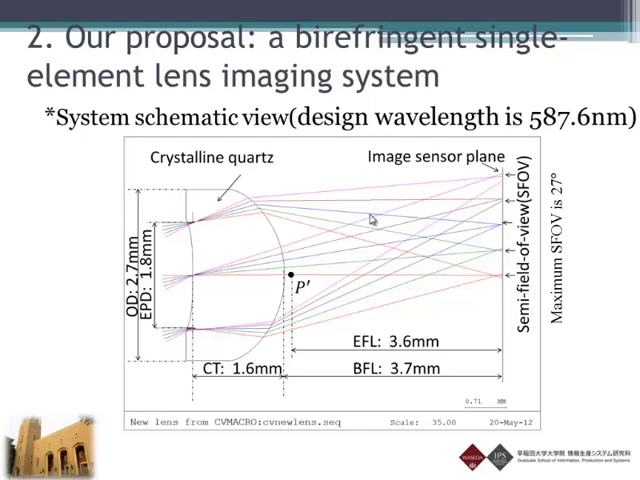 2. Our proposal: a birefringent single-
element lens imaging system
*System schematic view(design wavelength is 587.6nm)
Crystalline quartz
Image sensor plane
OD: 2.7mm
EPD: 1.8mm
P′
Semi-field-of-view(SFOV)
Maximum SFOV is 27°
EFL: 3.6mm
CT: 1.6mm
BFL: 3.7mm
0.71 MM
New lens from CVMACRO:cvnewlens.seq
Scale: 35.00
20-May-12
WASEDA
IPS
早稲田大学大学院 情報生産システム研究科
Graduate School of Information, Production and Systems